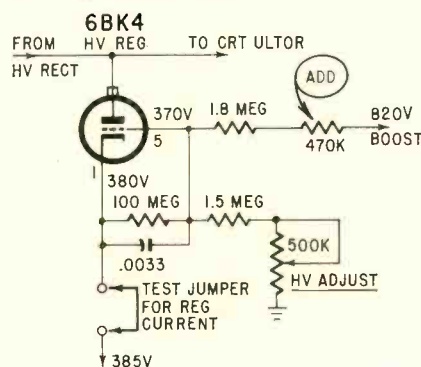 6BK4
FROM HV REG TO CRT ULTOR
HV RECT
ADD
370V 1.8 MEG 820V
5 470K BOOST
1
380V
100 MEG 1.5 MEG
500K
.0033 HV ADJUST
TEST JUMPER
FOR REG
CURRENT
385V